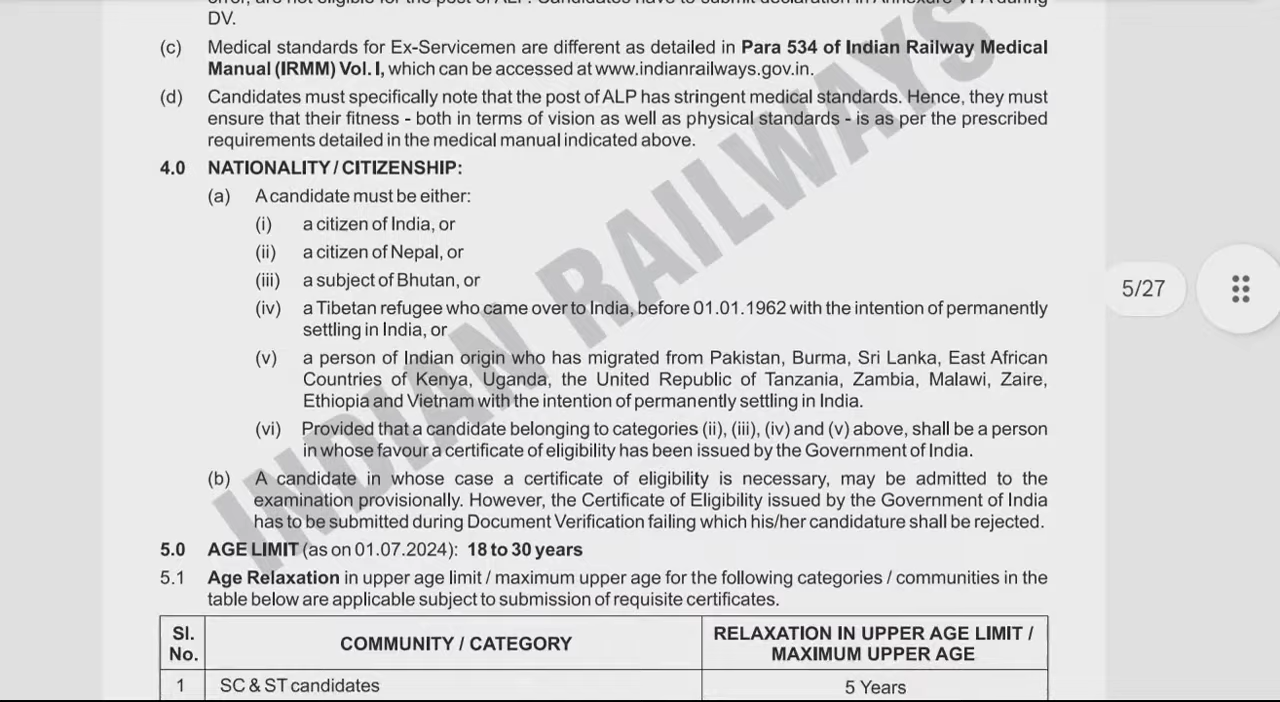 DV.
(c) Medical standards for Ex-Servicemen are different as detailed in Para 534 of Indian Railway Medical
Manual (IRMM) Vol. I, which can be accessed at www.indianrailways.gov.in.
(d) Candidates must specifically note that the post of ALP has stringent medical standards. Hence, they must
ensure that their fitness - both in terms of vision as well as physical standards - is as per the prescribed
requirements detailed in the medical manual indicated above.
4.0 NATIONALITY / CITIZENSHIP:
(a) A candidate must be either:
(i) a citizen of India, or
(ii) a citizen of Nepal, or
(iii) a subject of Bhutan, or
(iv) a Tibetan refugee who came over to India, before 01.01.1962 with the intention of permanently
settling in India, or
(v) a person of Indian origin who has migrated from Pakistan, Burma, Sri Lanka, East African
Countries of Kenya, Uganda, the United Republic of Tanzania, Zambia, Malawi, Zaire,
Ethiopia and Vietnam with the intention of permanently settling in India.
(vi) Provided that a candidate belonging to categories (ii), (iii), (iv) and (v) above, shall be a person
in whose favour a certificate of eligibility has been issued by the Government of India.
(b) A candidate in whose case a certificate of eligibility is necessary, may be admitted to the
examination provisionally. However, the Certificate of Eligibility issued by the Government of India
has to be submitted during Document Verification failing which his/her candidature shall be rejected.
5.0 AGE LIMIT (as on 01.07.2024): 18 to 30 years
5.1 Age Relaxation in upper age limit / maximum upper age for the following categories / communities in the
table below are applicable subject to submission of requisite certificates.
Sl. No. COMMUNITY / CATEGORY RELAXATION IN UPPER AGE LIMIT / MAXIMUM UPPER AGE
1 SC & ST candidates 5 Years
INDIAN RAILWAYS
5/27